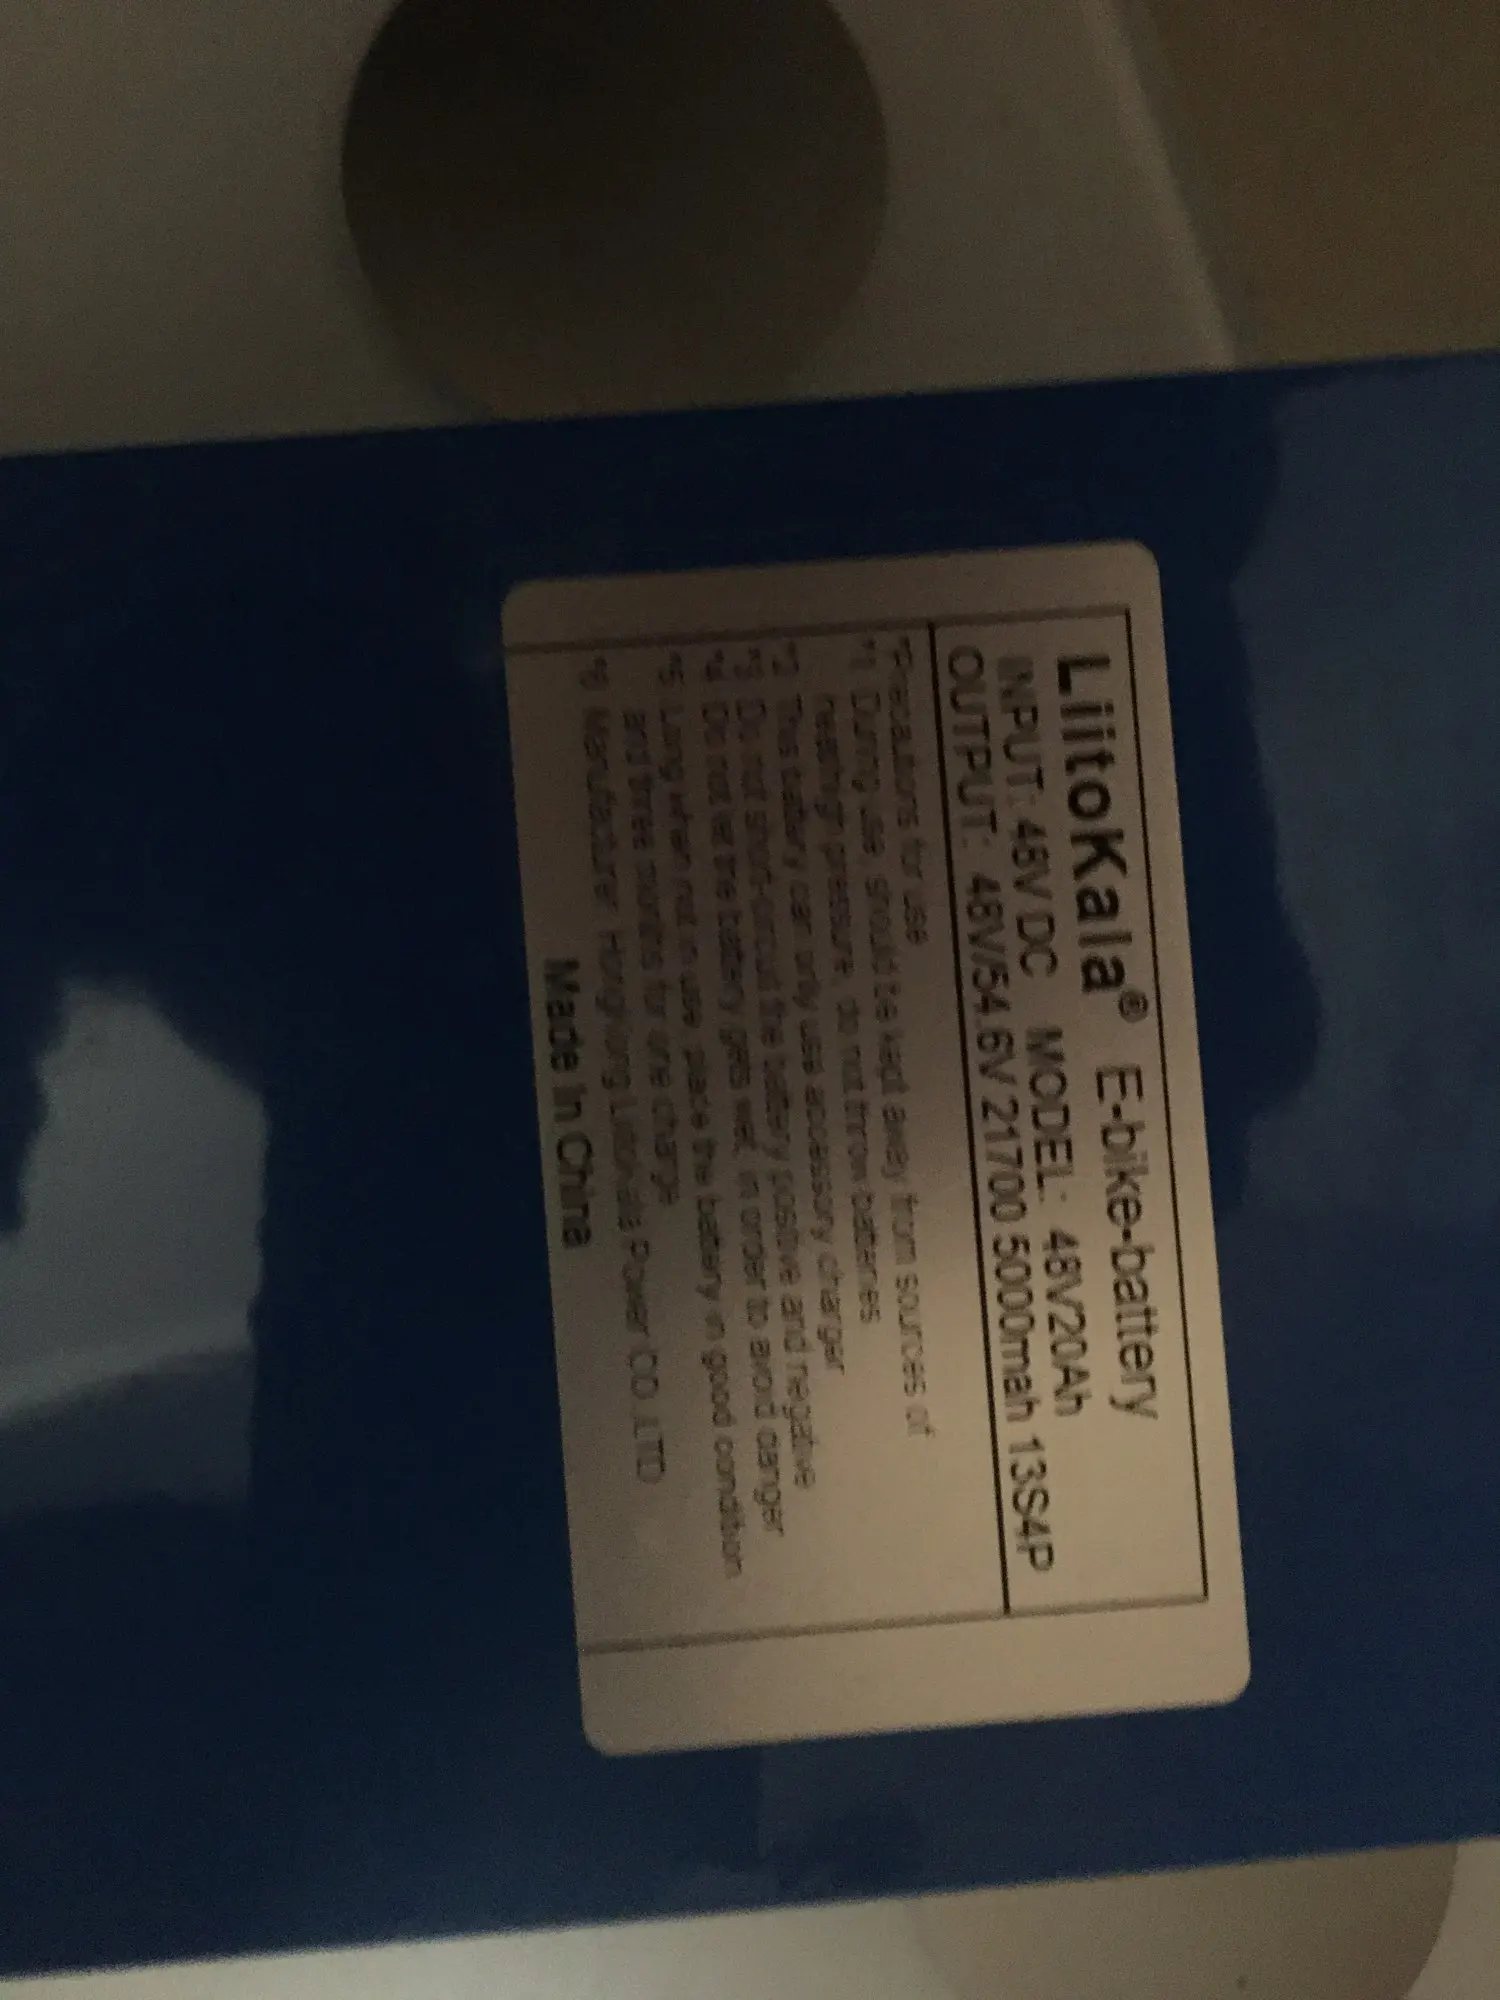 LiitoKala® E-bike-battery
INPUT: 48V DC MODEL: 48V20Ah
OUTPUT: 48V/54.6V 21700 5000mah 13S4P
*Precautions for use
*1 During use, should be kept away from sources of
heat/high pressure, do not throw batteries
*2 This battery can only use accessory charger
*3 Do not short-circuit the battery positive and negative
*4 Do not let the battery gets wet, in order to avoid danger
*5 Long when not in use, place the battery in good condition
and three months for one charge
*6 Manufacturer: Hongkong Liitokala Power CO.,LTD
Made In China